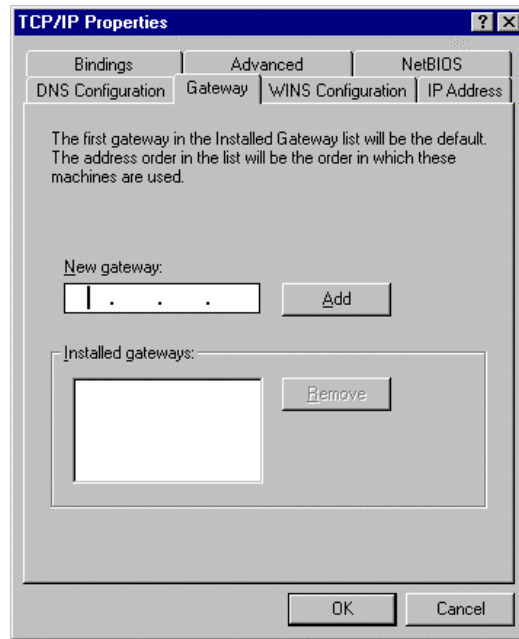 TCP/IP Properties
? X
Bindings Advanced NetBIOS
DNS Configuration Gateway WINS Configuration IP Address
The first gateway in the Installed Gateway list will be the default.
The address order in the list will be the order in which these
machines are used.
New gateway:
. . .
Add
Installed gateways:
Remove
OK Cancel